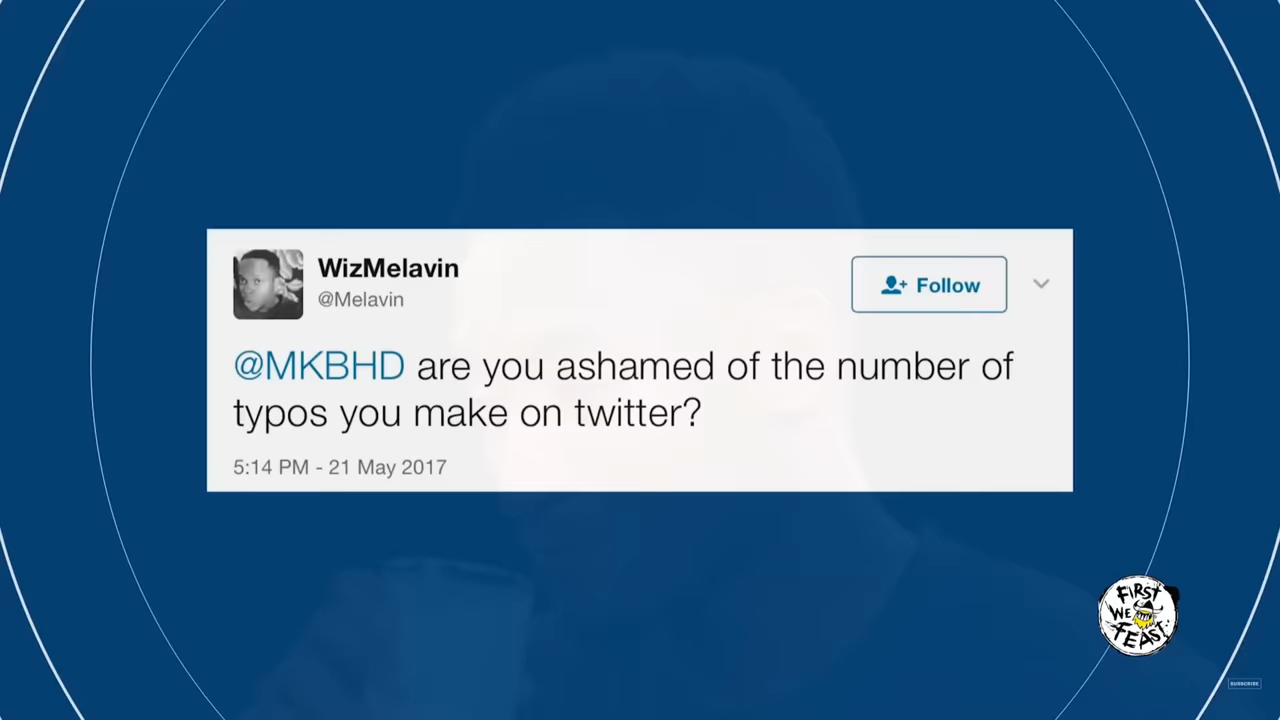 WizMelavin
@Melavin
Follow
@MKBHD are you ashamed of the number of
typos you make on twitter?
5:14 PM - 21 May 2017
FIRST
WE
FEAST
SUBSCRIBE